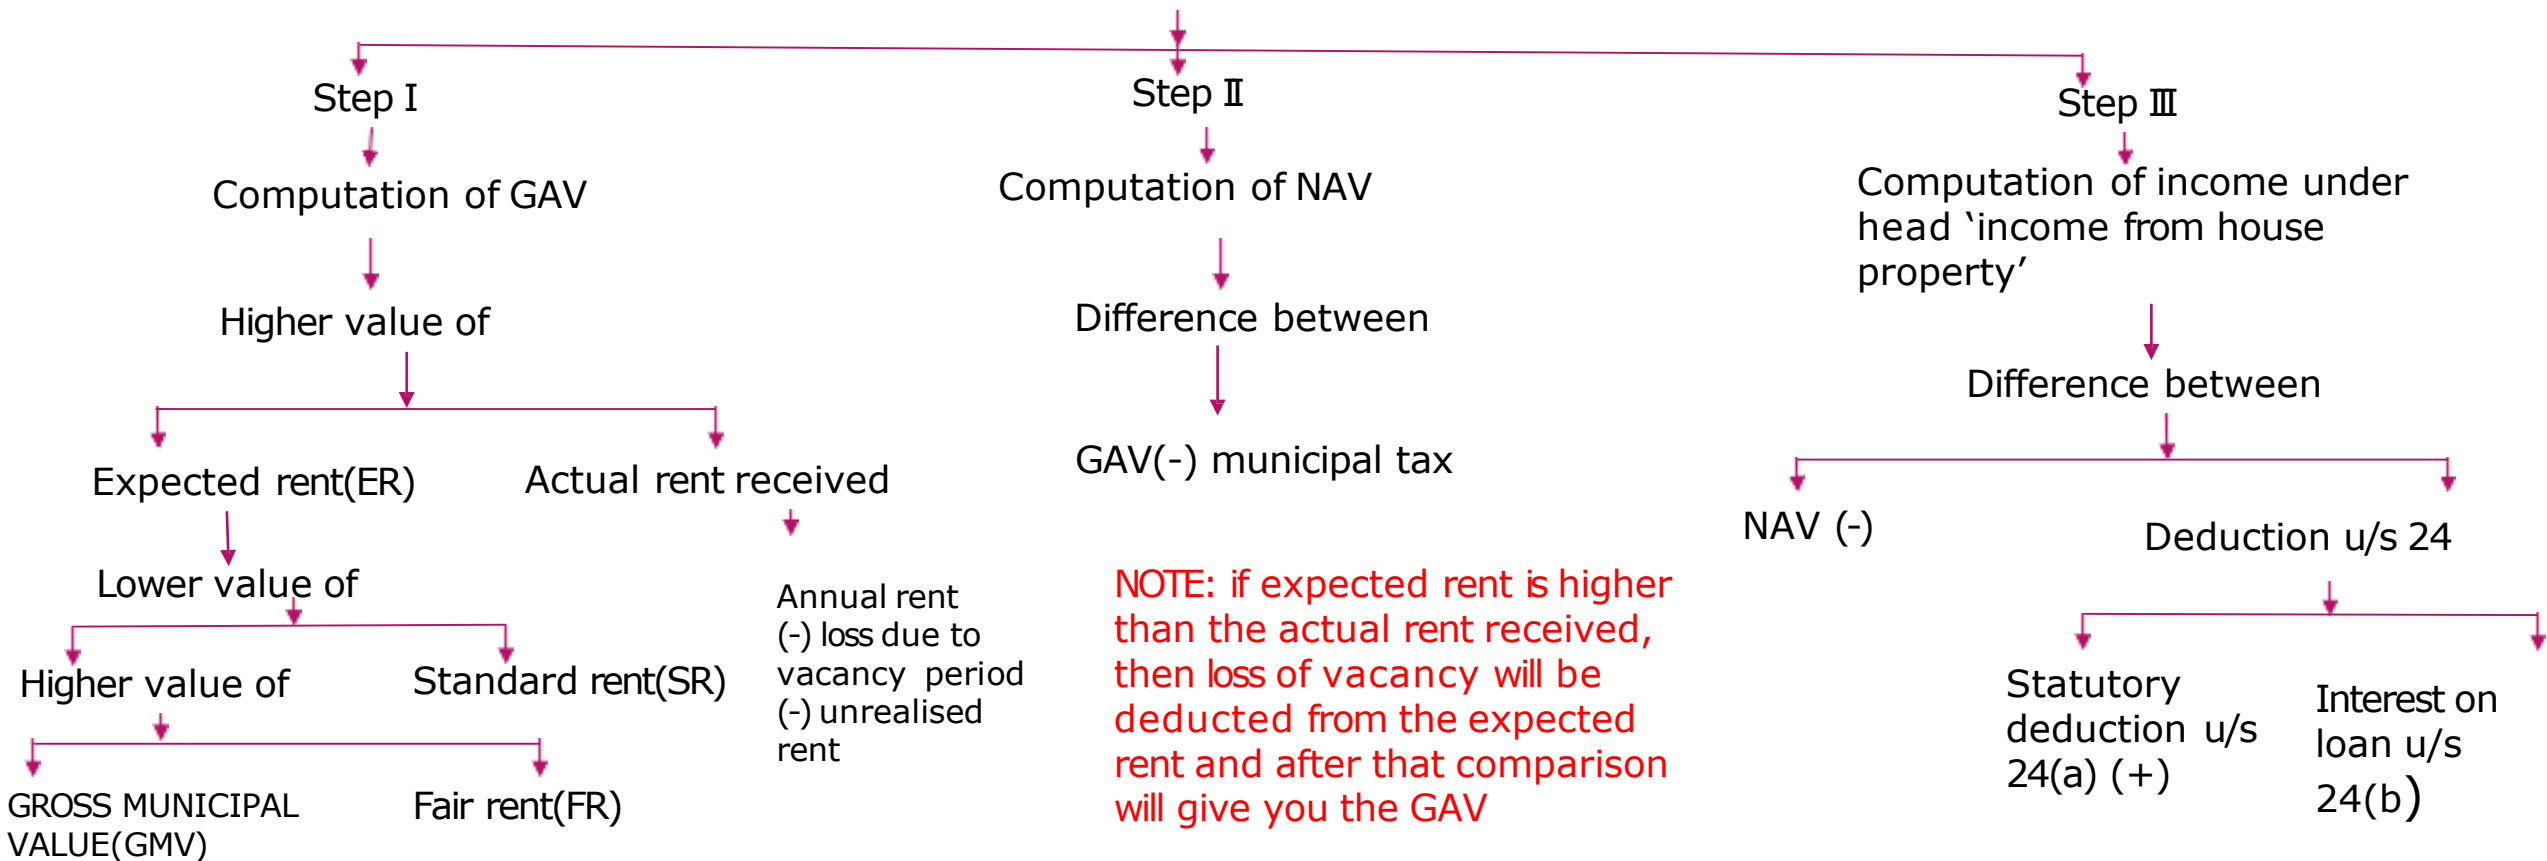 Step I
Computation of GAV
Higher value of
Expected rent(ER)
Actual rent received
Lower value of
Annual rent
(-) loss due to
vacancy period
(-) unrealised
rent
Higher value of
Standard rent(SR)
GROSS MUNICIPAL
VALUE(GMV)
Fair rent(FR)
Step II
Computation of NAV
Difference between
GAV(-) municipal tax
NOTE: if expected rent is higher
than the actual rent received,
then loss of vacancy will be
deducted from the expected
rent and after that comparison
will give you the GAV
Step III
Computation of income under
head ‘income from house
property’
Difference between
NAV (-)
Deduction u/s 24
Statutory
deduction u/s
24(a) (+)
Interest on
loan u/s
24(b)